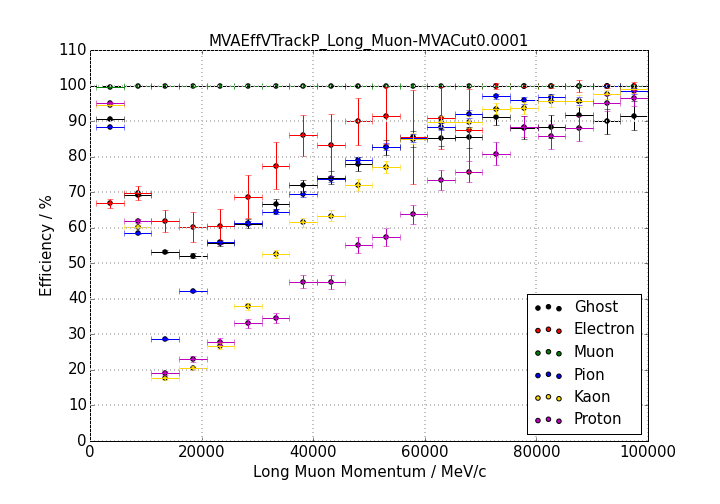 MVAEffVTrackP_Long_Muon-MVACut0.0001
110
100
90
80
70
60
50
40
30
20
10
0
Efficiency / %
0 20000 40000 60000 80000 100000
Long Muon Momentum / MeV/c
Ghost
Electron
Muon
Pion
Kaon
Proton